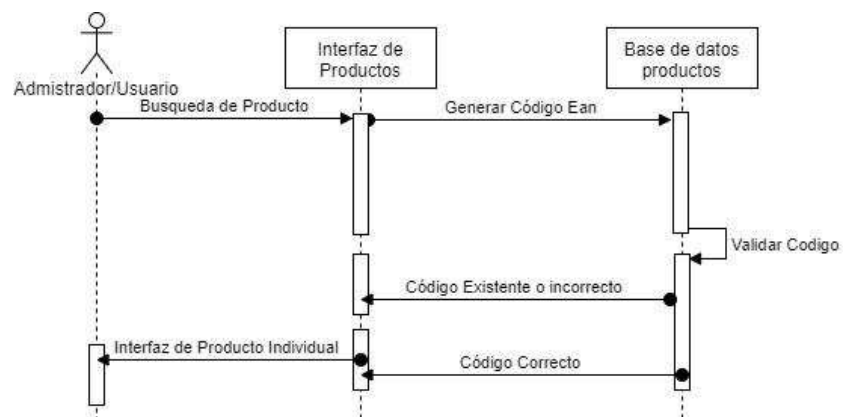 Interfaz de
Productos
Base de datos
productos
Admistrador/Usuario
Busqueda de Producto
Generar Código Ean
Validar Codigo
Código Existente o incorrecto
Interfaz de Producto Individual
Código Correcto